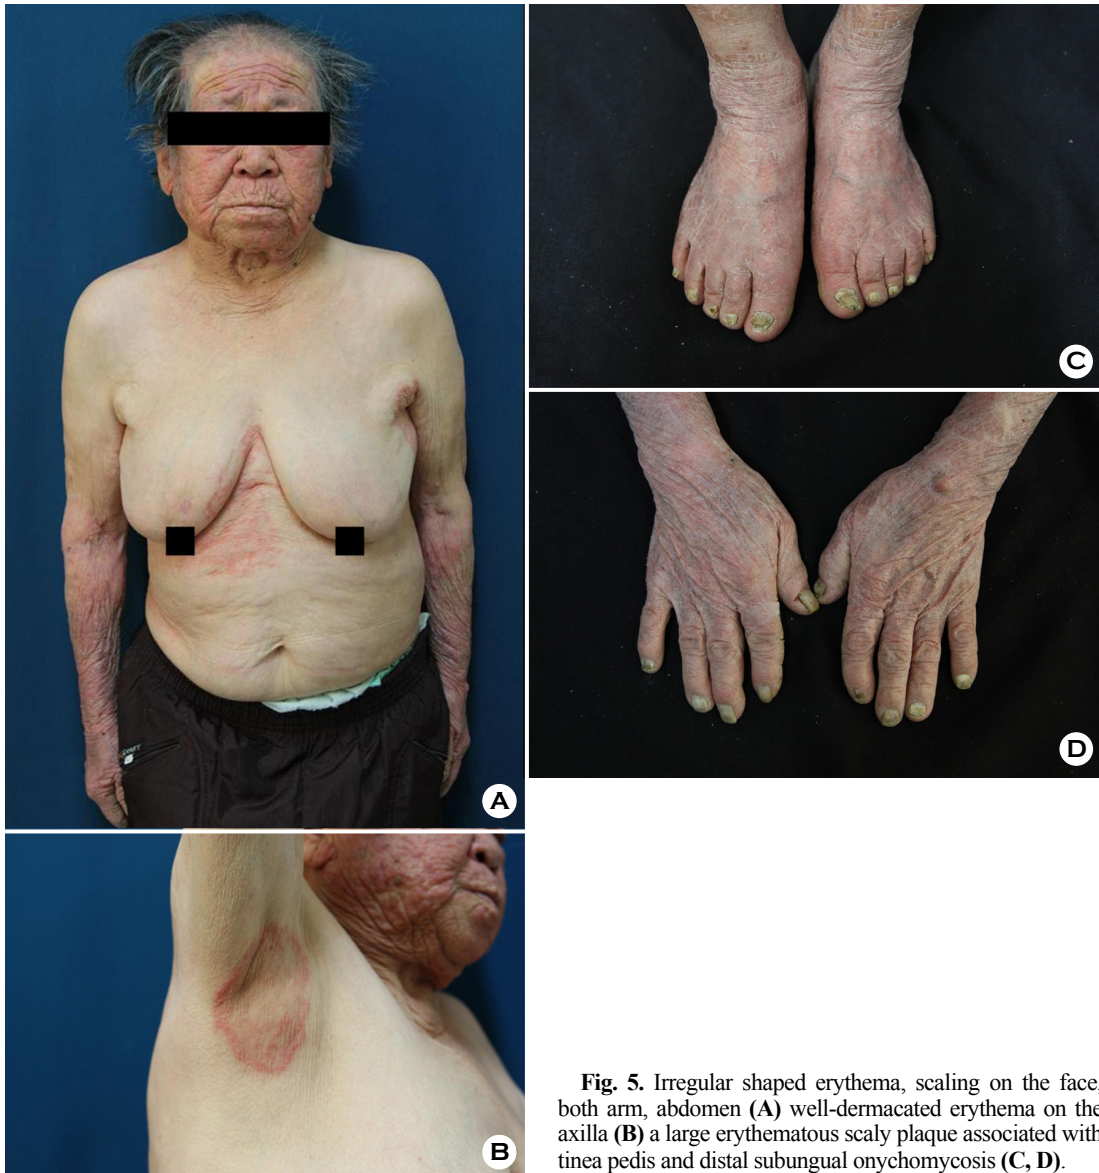 A
B
C
D
Fig. 5. Irregular shaped erythema, scaling on the face,
both arm, abdomen (A) well-dermacated erythema on the
axilla (B) a large erythematous scaly plaque associated with
tinea pedis and distal subungual onychomycosis (C, D).